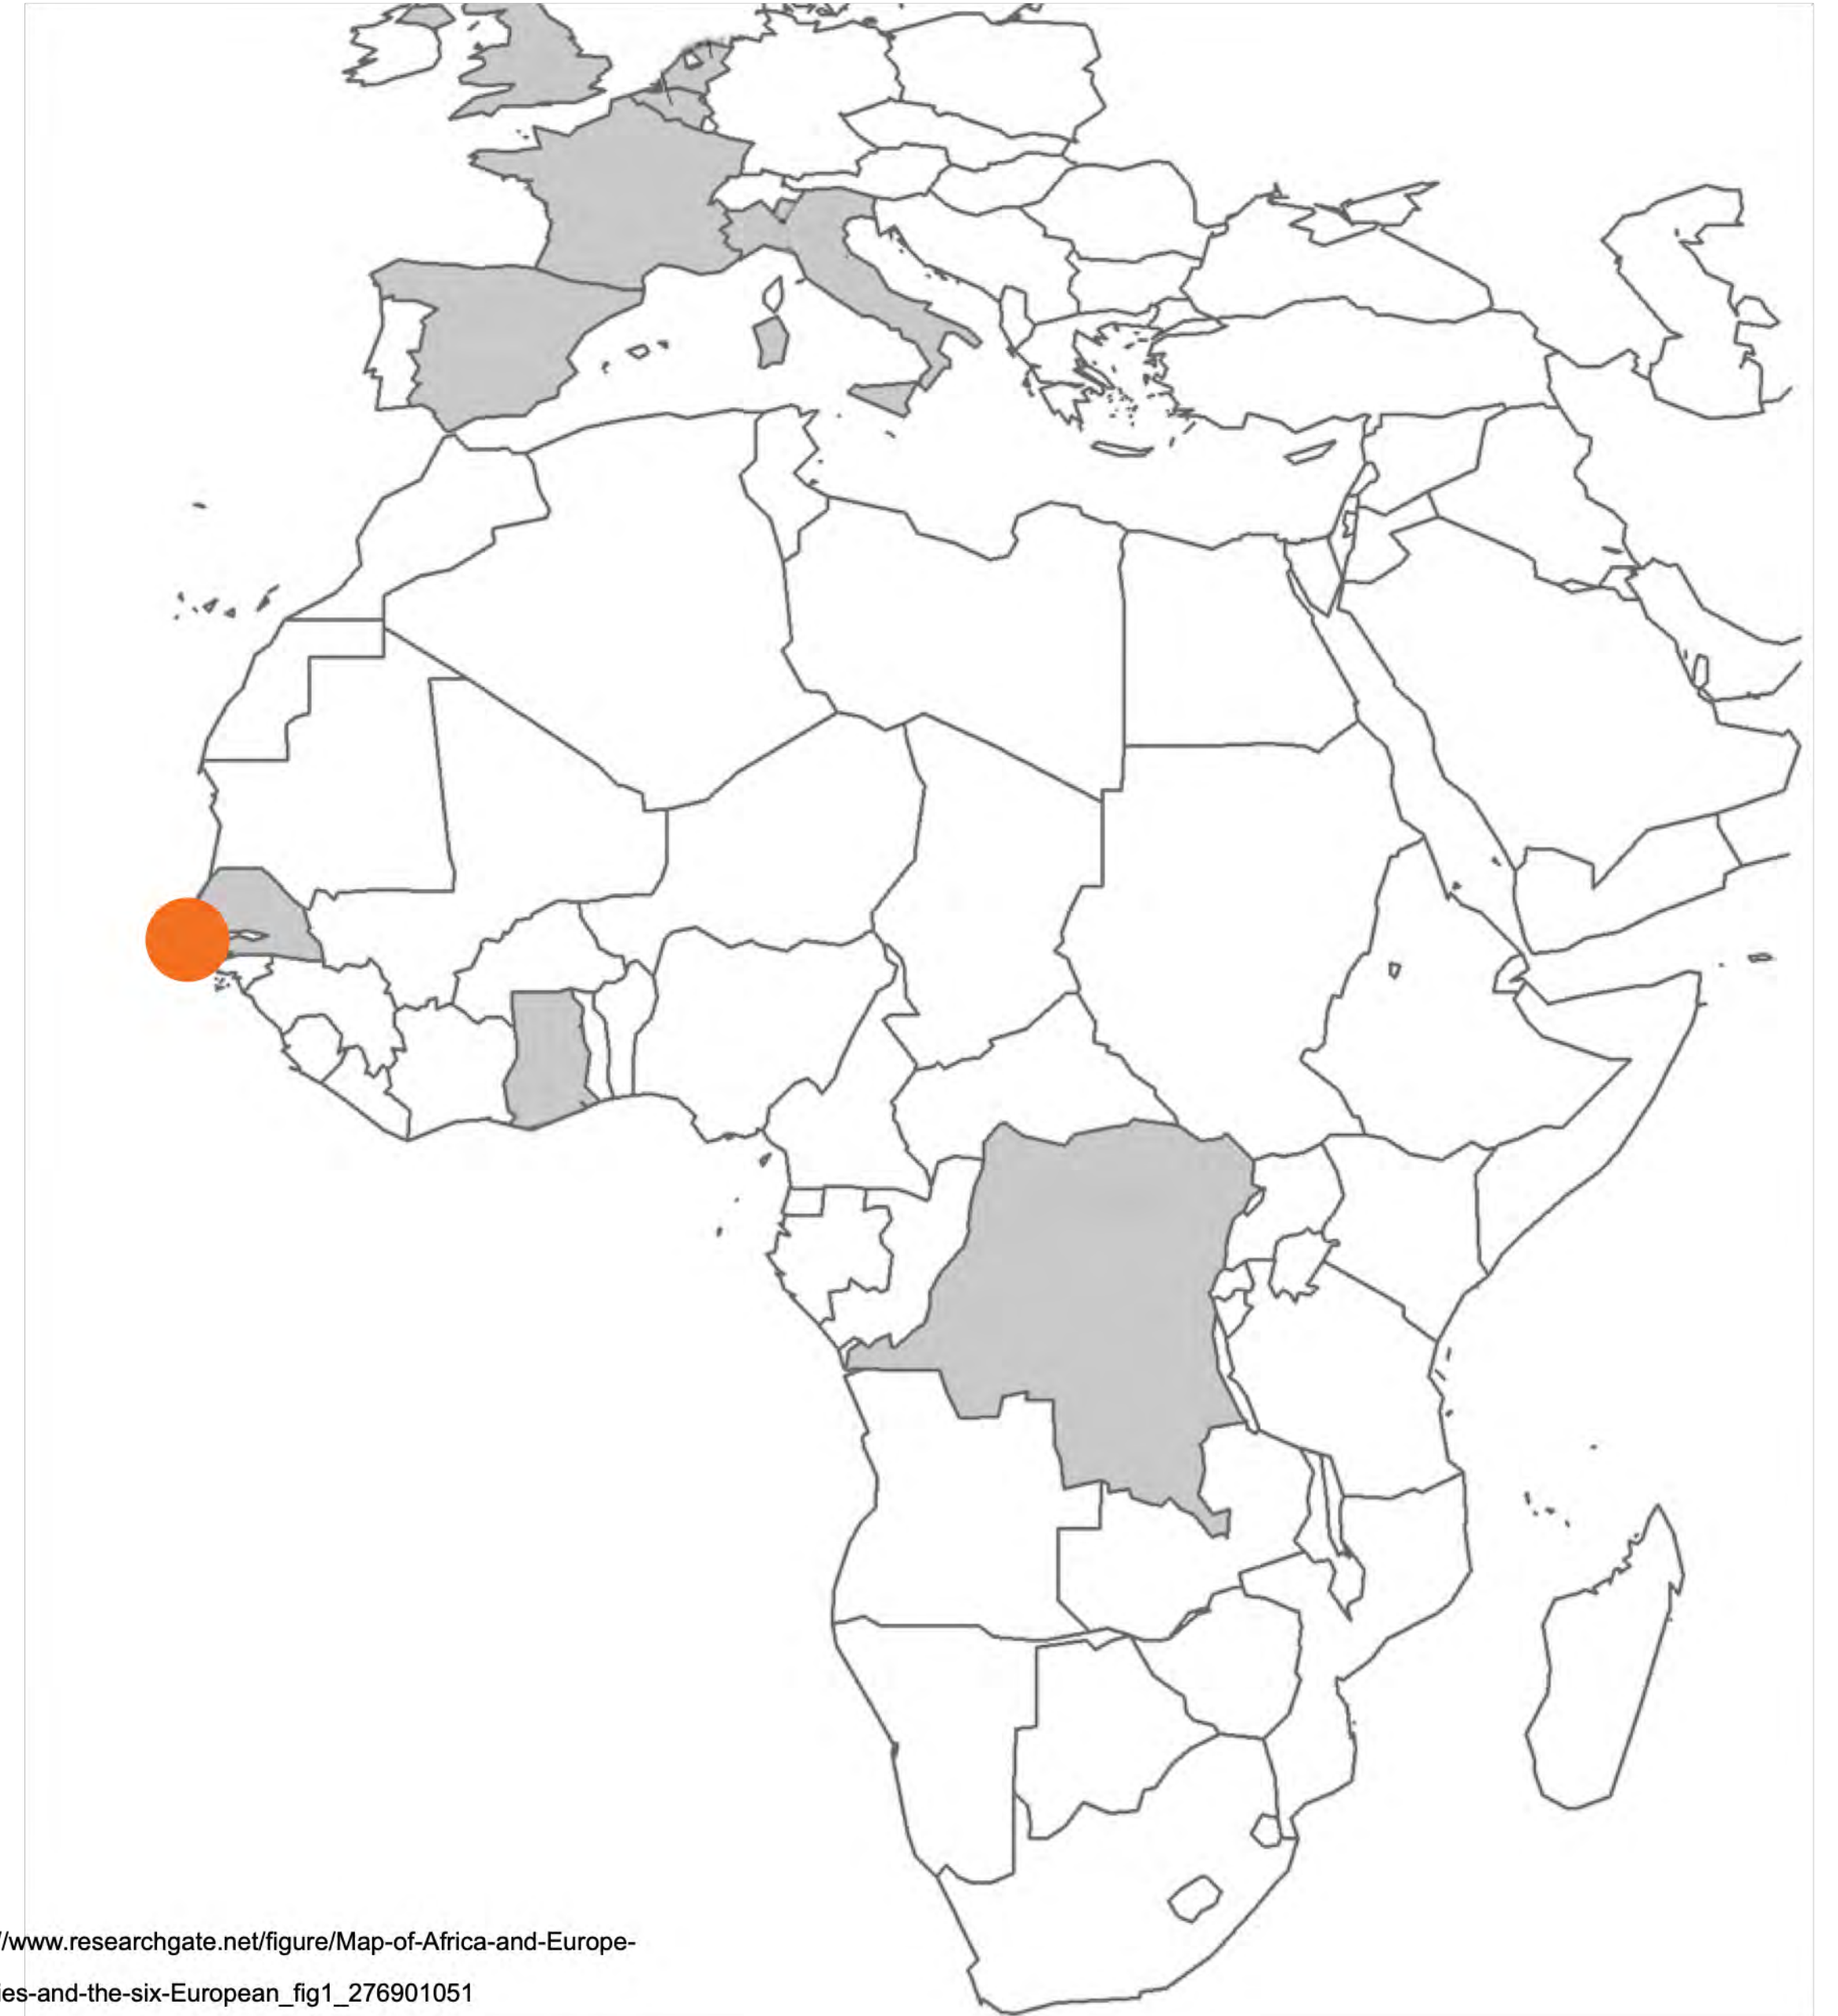 //www.researchgate.net/figure/Map-of-Africa-and-Europe-
ies-and-the-six-European_fig1_276901051